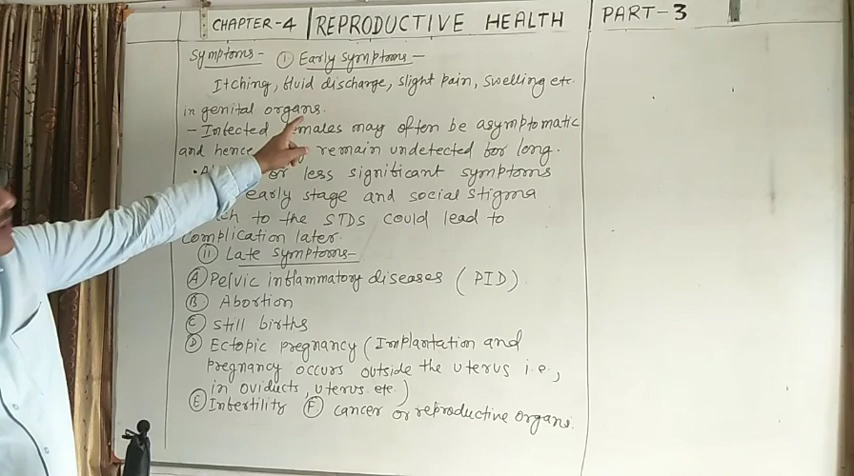 CHAPTER-4 REPRODUCTIVE HEALTH PART-3
Symptoms- (i) Early symptoms-
Itching, fluid discharge, slight pain, swelling etc.
in genital organs.
- Infected females may often be asymptomatic
and hence remain undetected for long.
or less significant symptoms
early stage and social stigma
to the STDs could lead to
complication later.
(ii) Late symptoms-
(A) Pelvic inflammatory diseases (PID)
(B) Abortion
(C) still births
(D) Ectopic pregnancy (Implantation and
pregnancy occurs outside the uterus i.e.,
in oviducts, uterus etc.)
(E) Infertility (F) cancer or reproductive organs.